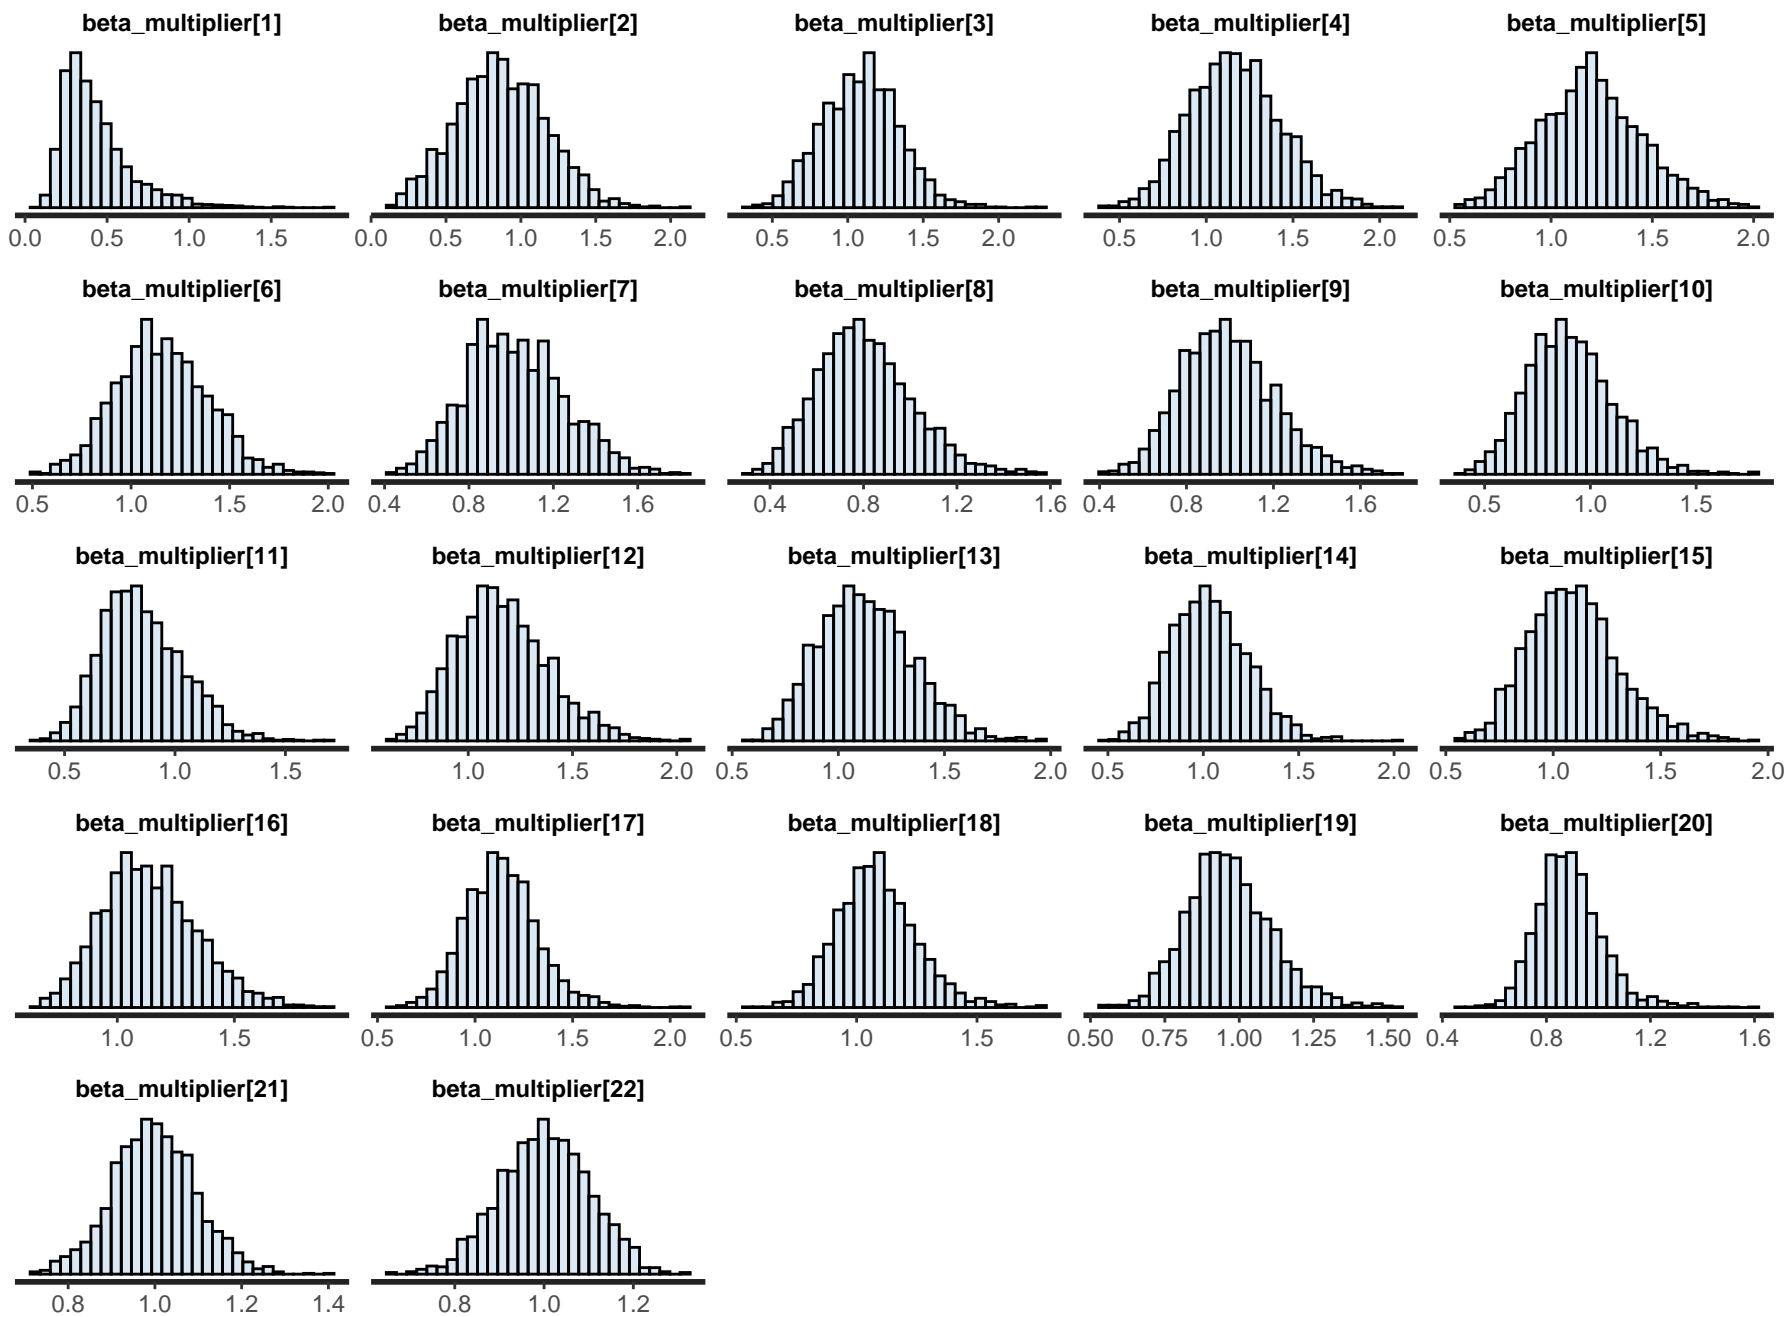 beta_multiplier[1] beta_multiplier[2] beta_multiplier[3] beta_multiplier[4] beta_multiplier[5]
0.0 0.5 1.0 1.5 0.0 0.5 1.0 1.5 2.0 0.5 1.0 1.5 2.0 0.5 1.0 1.5 2.0 0.5 1.0 1.5 2.0
beta_multiplier[6] beta_multiplier[7] beta_multiplier[8] beta_multiplier[9] beta_multiplier[10]
0.5 1.0 1.5 2.0 0.4 0.8 1.2 1.6 0.4 0.8 1.2 1.6 0.4 0.8 1.2 1.6 0.5 1.0 1.5
beta_multiplier[11] beta_multiplier[12] beta_multiplier[13] beta_multiplier[14] beta_multiplier[15]
0.5 1.0 1.5 1.0 1.5 2.0 0.5 1.0 1.5 2.0 0.5 1.0 1.5 2.0 0.5 1.0 1.5 2.0
beta_multiplier[16] beta_multiplier[17] beta_multiplier[18] beta_multiplier[19] beta_multiplier[20]
1.0 1.5 0.5 1.0 1.5 2.0 0.5 1.0 1.5 0.50 0.75 1.00 1.25 1.50 0.4 0.8 1.2 1.6
beta_multiplier[21] beta_multiplier[22]
0.8 1.0 1.2 1.4 0.8 1.0 1.2